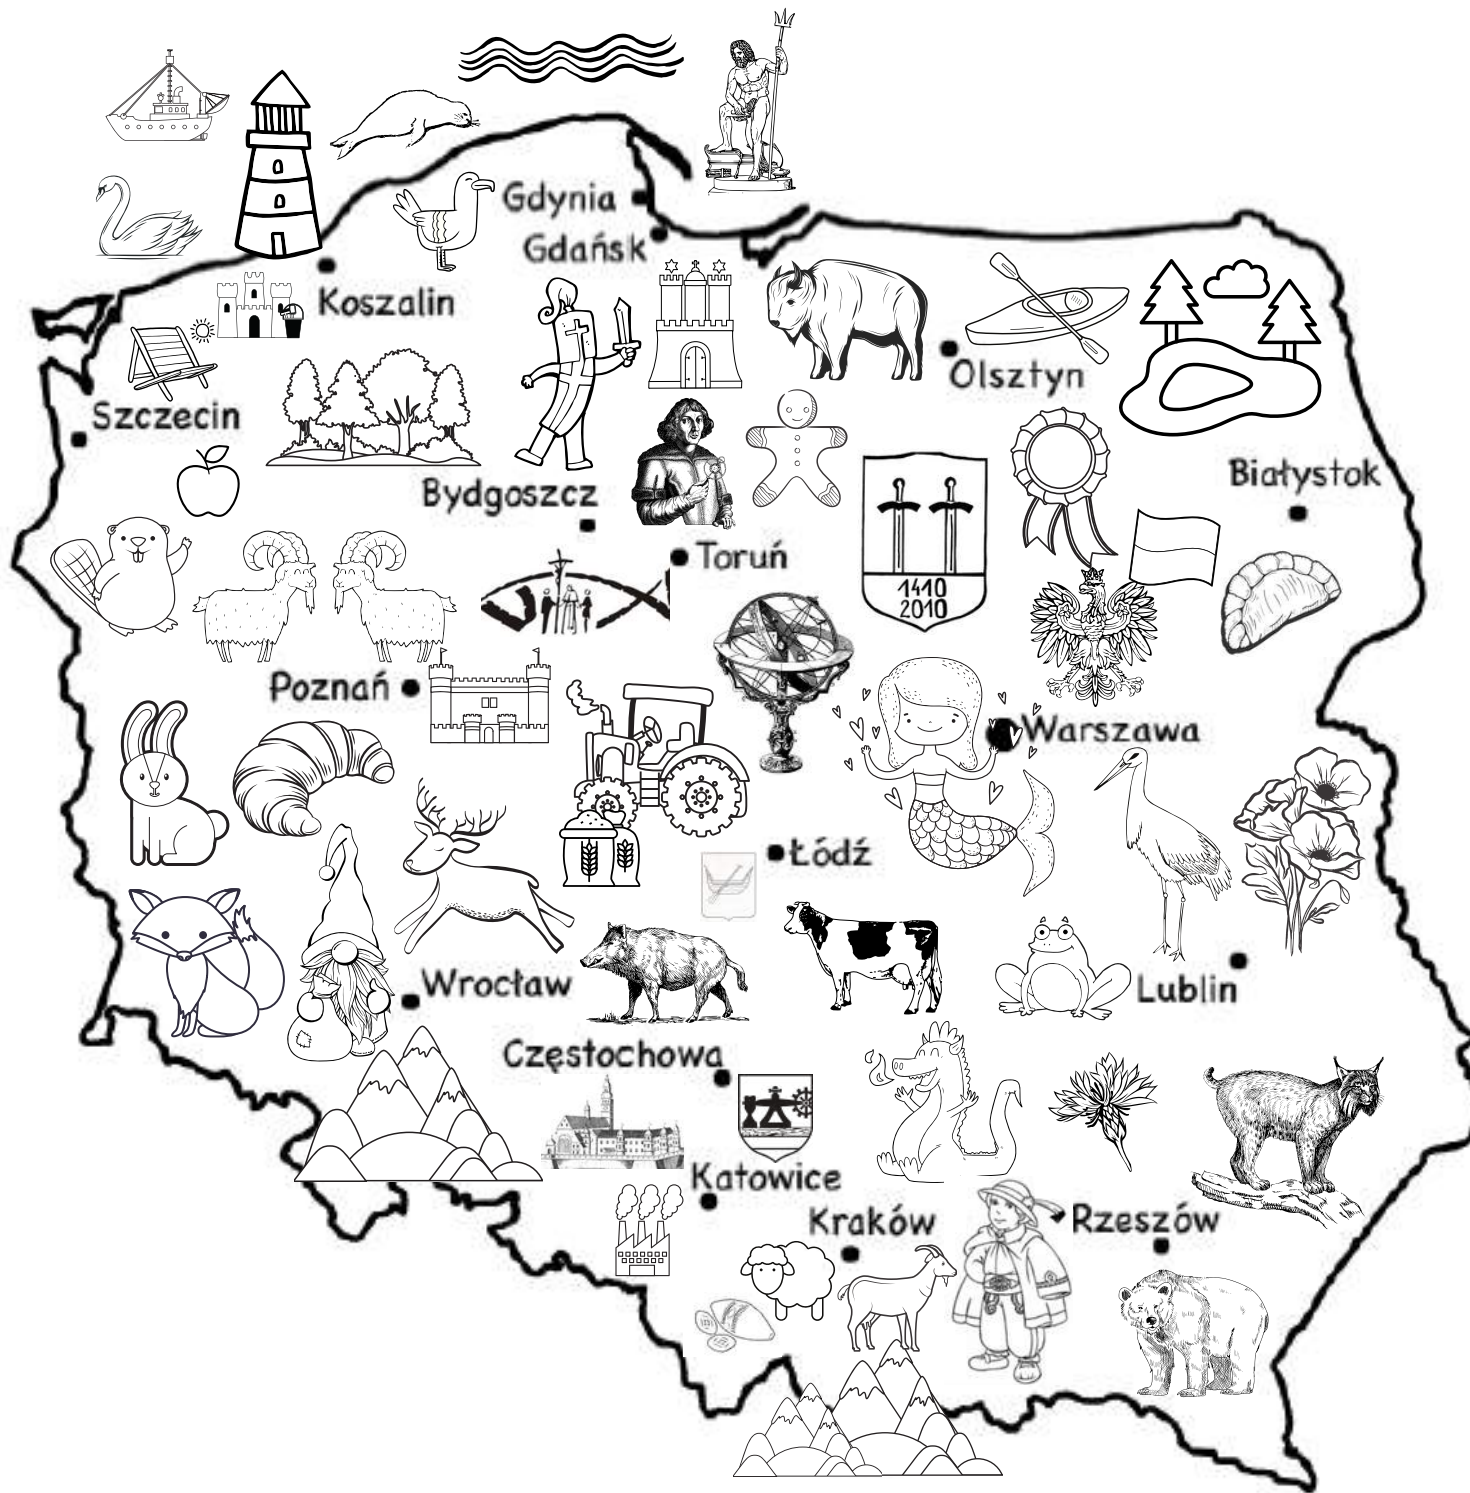 Gdynia
Gdańsk
Koszalin
Szczecin
Olsztyn
Białystok
Bydgoszcz
Toruń
1410
2010
Poznań
Warszawa
Łódź
Wrocław
Lublin
Częstochowa
Katowice
Kraków
Rzeszów